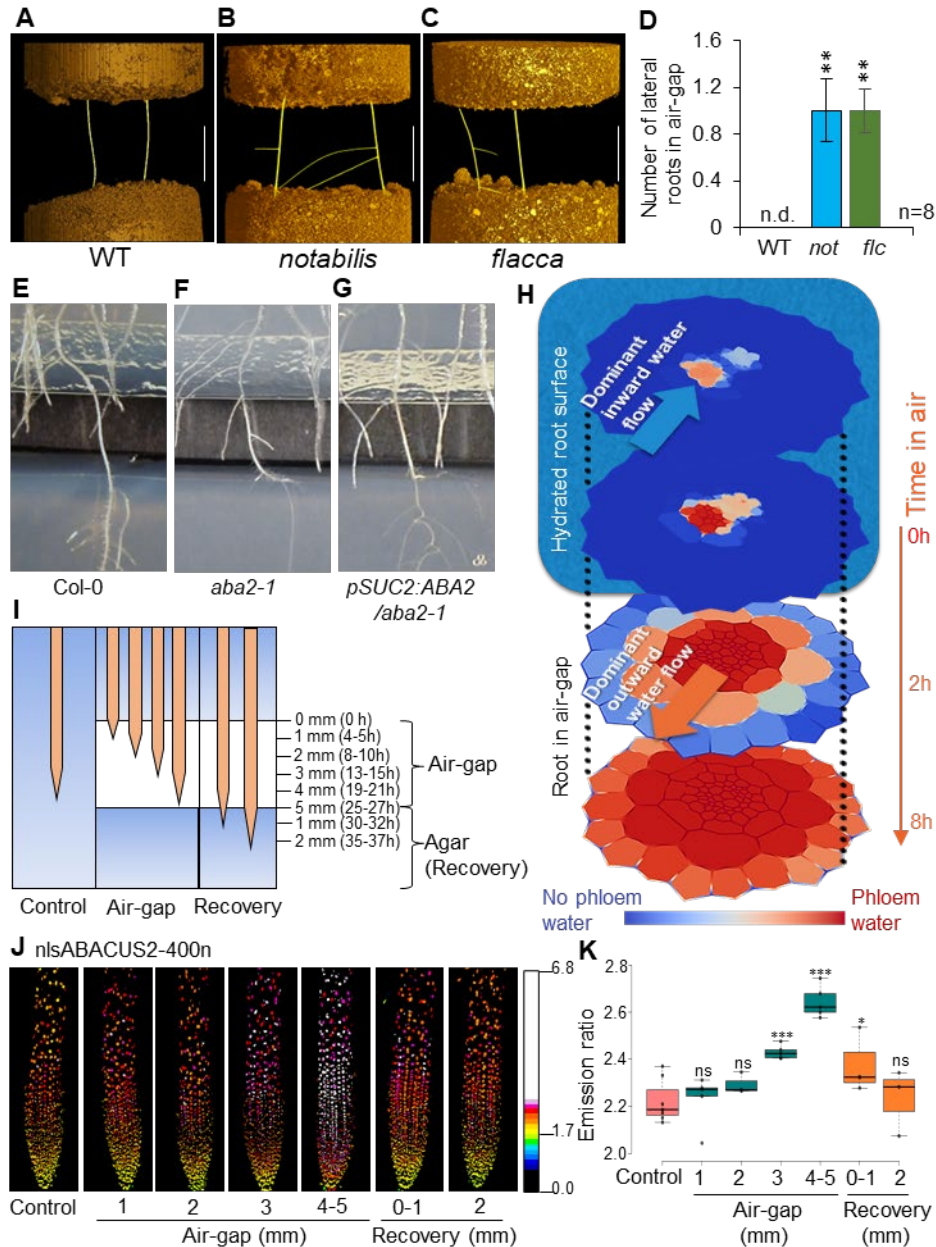 A
B
C
WT
notabilis
flacca
D
Number of lateral
roots in air-gap
1.6
1.2
0.8
0.4
0
**
**
n.d.
n=8
WT
not
flc
E
F
G
Col-0
aba2-1
pSUC2:ABA2
/aba2-1
H
Hydrated root surface
Dominant
inward water
flow
Root in air-gap
Dominant
outward
water flow
Time in air
0h
2h
8h
No phloem
water
Phloem
water
I
0 mm (0 h)
1 mm (4-5h)
2 mm (8-10h)
3 mm (13-15h)
4 mm (19-21h)
5 mm (25-27h)
1 mm (30-32h)
2 mm (35-37h)
Air-gap
Agar
(Recovery)
Control
Air-gap
Recovery
J
nlsABACUS2-400n
6.8
1.7
0.0
Control
1
2
3
4-5
0-1
2
Air-gap (mm)
Recovery (mm)
K
Emission ratio
2.8
2.6
2.4
2.2
2.0
ns
ns
***
***
*
ns
Control
1
2
3
4-5
0-1
2
Air-gap
(mm)
Recovery
(mm)